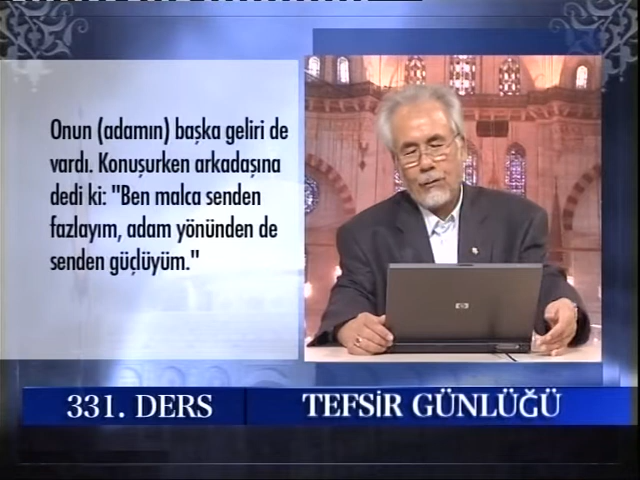 Onun (adamın) başka geliri de
vardı. Konuşurken arkadaşına
dedi ki: "Ben malca senden
fazlayım, adam yönünden de
senden güçlüyüm."
hp
331. DERS
TEFSİR GÜNLÜĞÜ